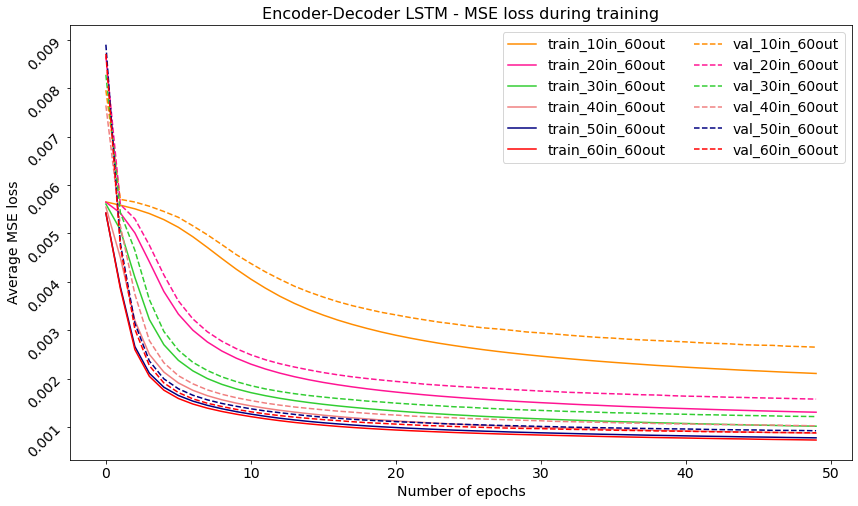 Encoder-Decoder LSTM - MSE loss during training
train_10in_60out
train_20in_60out
train_30in_60out
train_40in_60out
train_50in_60out
train_60in_60out
val_10in_60out
val_20in_60out
val_30in_60out
val_40in_60out
val_50in_60out
val_60in_60out
Average MSE loss
0.009
0.008
0.007
0.006
0.005
0.004
0.003
0.002
0.001
0
10
20
30
40
50
Number of epochs